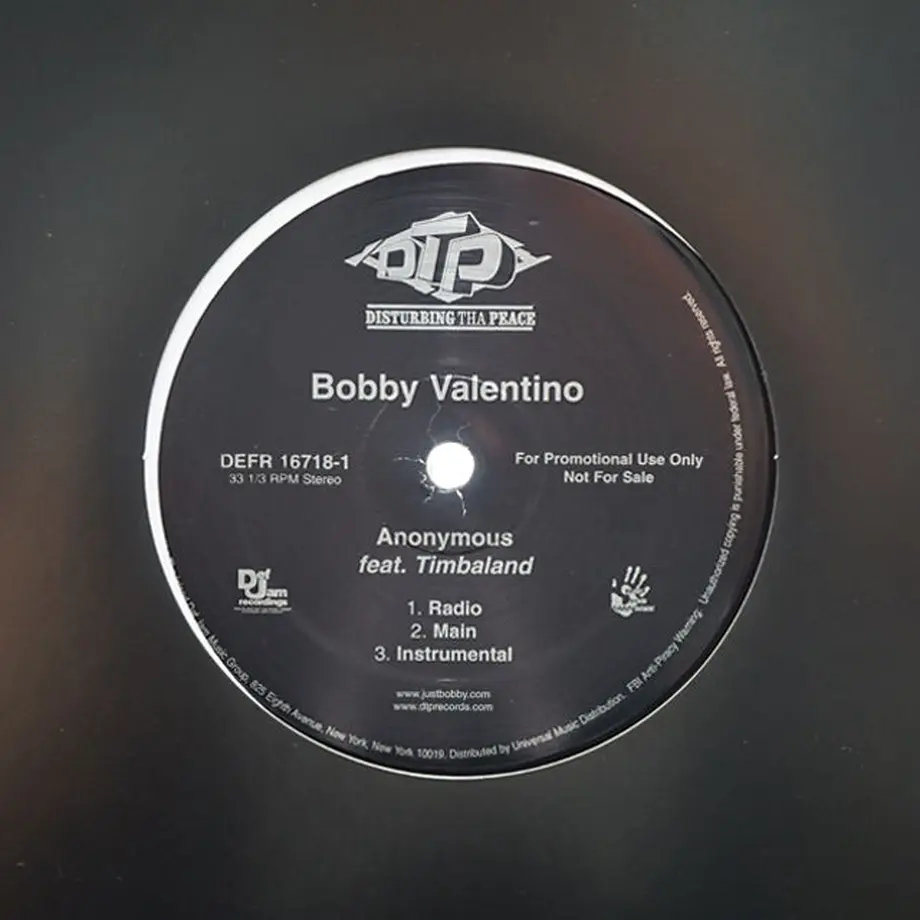 DTP
DISTURBING THA PEACE
Bobby Valentino
DEFR 16718-1
33 1/3 RPM Stereo
For Promotional Use Only
Not For Sale
Anonymous
feat. Timbaland
Def Jam
recordings
1. Radio
2. Main
3. Instrumental
www.justbobby.com
www.dtprecords.com
Jam Music Group, 825 Eighth Avenue, New York, New York 10019. Distributed by Universal Music Distribution. FBI Anti-Piracy Warning: Unauthorized copying is punishable under federal law. All rights reserved.